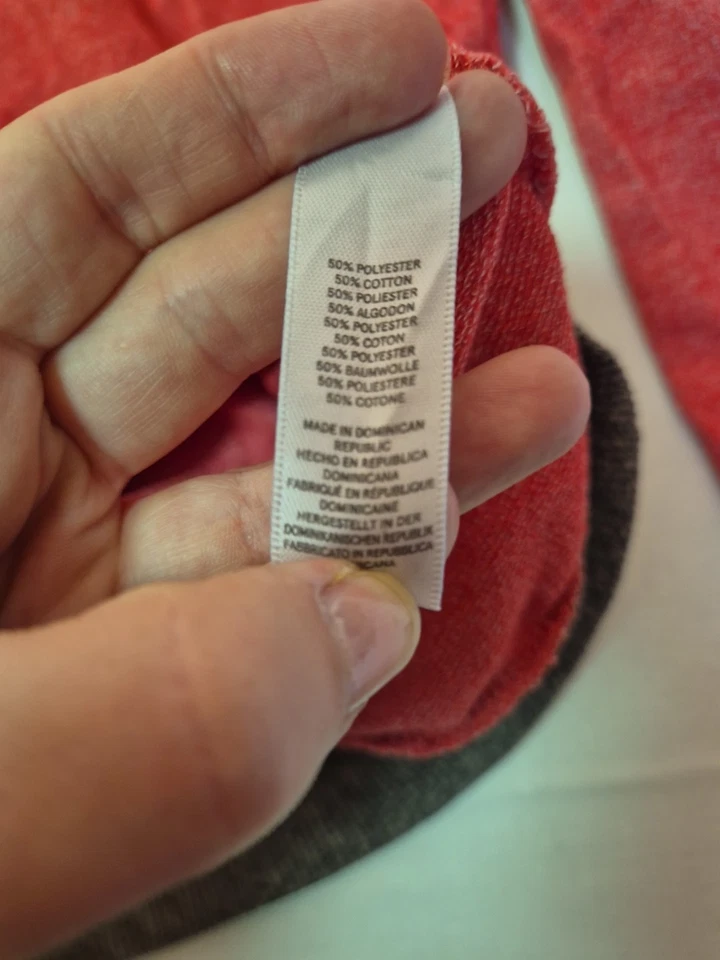 50% POLYESTER
50% COTTON
50% POLIESTER
50% ALGODON
50% POLYESTER
50% COTON
50% POLYESTER
50% BAUMWOLLE
50% POLIESTERE
50% COTONE
MADE IN DOMINICAN
REPUBLIC
HECHO EN REPUBLICA
DOMINICANA
FABRIQUÉ EN RÉPUBLIQUE
DOMINICAINE
HERGESTELLT IN DER
DOMINIKANISCHEN REPUBLIK
FABBRICATO IN REPUBBLICA